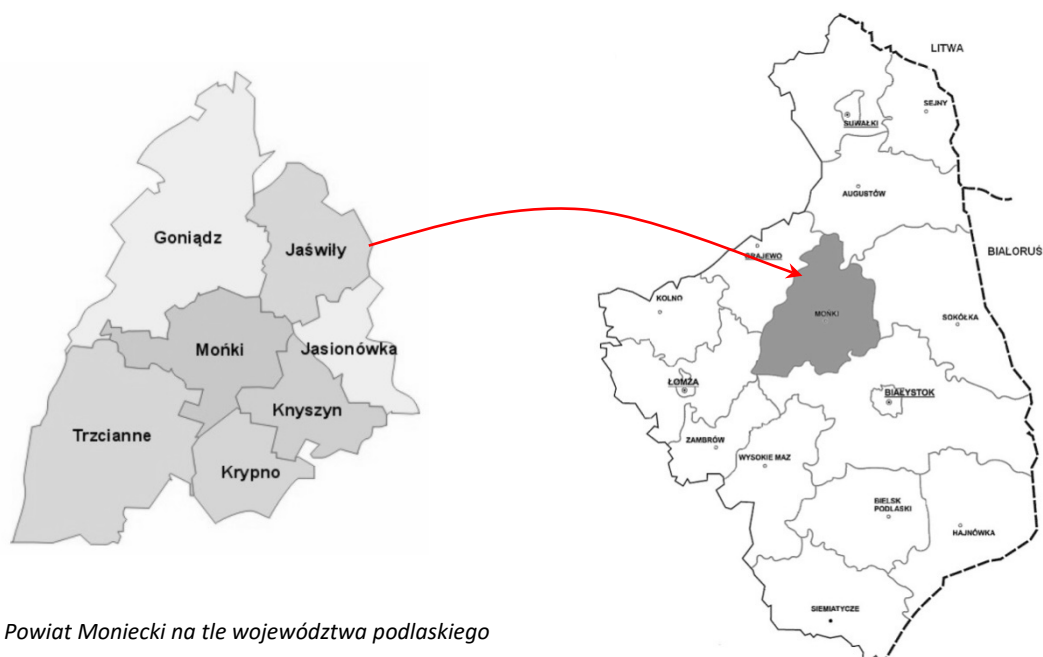 Goniądz
Jaświły
Mońki
Jasionówka
Knyszyn
Trzcianne
Krypno
LITWA
SEJNY
SUWAŁKI
AUGUSTÓW
BIALORUŚ
GRAJEWO
KOLNO
MOŃKI
SOKÓŁKA
ŁOMŻA
BIAŁYSTOK
ZAMBRÓW
WYSOKIE MAZ
BIELSK
PODLASKI
HAJNÓWKA
SIEMIATYCZE
Powiat Moniecki na tle województwa podlaskiego